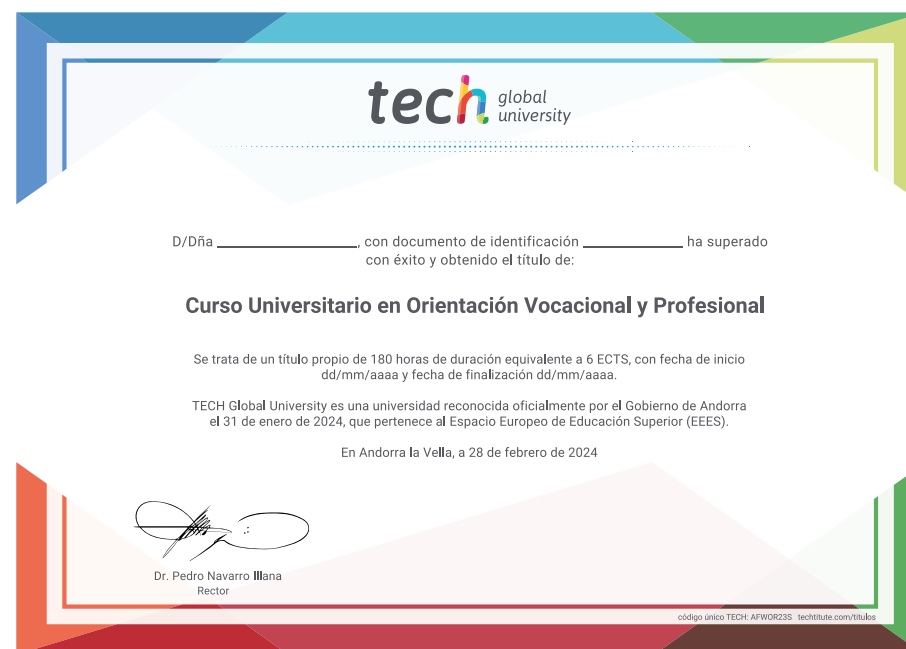 tech global university
D/Dña ____________________, con documento de identificación ______________ ha superado
con éxito y obtenido el título de:
Curso Universitario en Orientación Vocacional y Profesional
Se trata de un título propio de 180 horas de duración equivalente a 6 ECTS, con fecha de inicio
dd/mm/aaaa y fecha de finalización dd/mm/aaaa.
TECH Global University es una universidad reconocida oficialmente por el Gobierno de Andorra
el 31 de enero de 2024, que pertenece al Espacio Europeo de Educación Superior (EEES).
En Andorra la Vella, a 28 de febrero de 2024
Dr. Pedro Navarro Illana
Rector
código único TECH: AFWOR23S techtitute.com/titulos